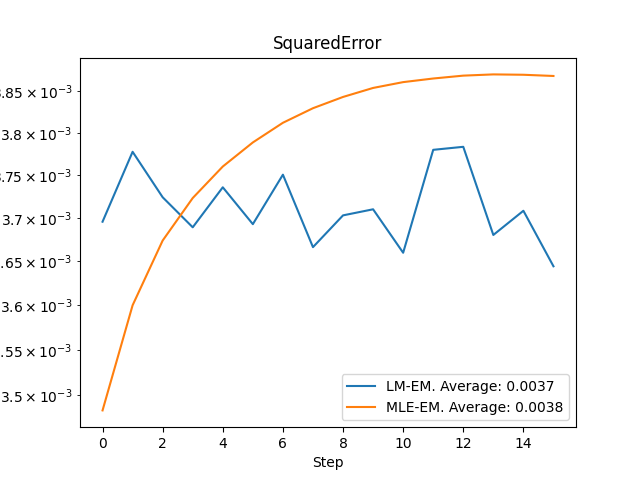 SquaredError
3.85 × 10⁻³
3.8 × 10⁻³
3.75 × 10⁻³
3.7 × 10⁻³
.65 × 10⁻³
3.6 × 10⁻³
.55 × 10⁻³
3.5 × 10⁻³
LM-EM. Average: 0.0037
MLE-EM. Average: 0.0038
0 2 4 6 8 10 12 14
Step